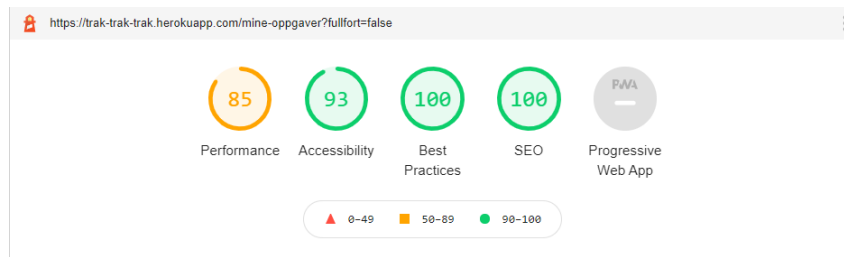 https://trak-trak-trak.herokuapp.com/mine-oppgaver?fullfort=false
85 93 100 100 PWA
Performance Accessibility Best SEO Progressive
Practices Web App
0–49 50–89 90–100